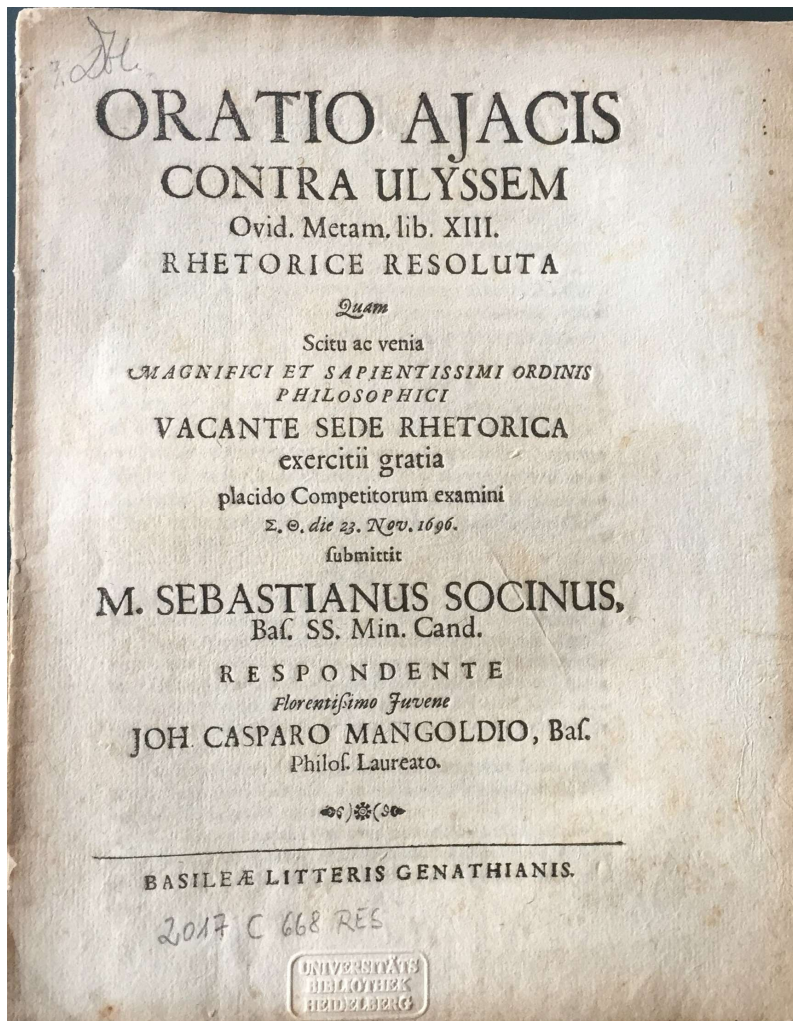 ORATIO AJACIS
CONTRA ULYSSEM
Ovid. Metam. lib. XIII.
RHETORICE RESOLUTA
Quam
Scitu ac venia
MAGNIFICI ET SAPIENTISSIMI ORDINIS
PHILOSOPHICI
VACANTE SEDE RHETORICA
exercitii gratia
placido Competitorum examini
Σ. Θ. die 23. Nov. 1696.
ſubmittit
M. SEBASTIANUS SOCINUS,
Baſ. SS. Min. Cand.
RESPONDENTE
Florentiſsimo Juvene
JOH. CASPARO MANGOLDIO, Baſ.
Philoſ. Laureato.
BASILEÆ LITTERIS GENATHIANIS.
2017 C 668 RES
UNIVERSITÄTS
BIBLIOTHEK
HEIDELBERG